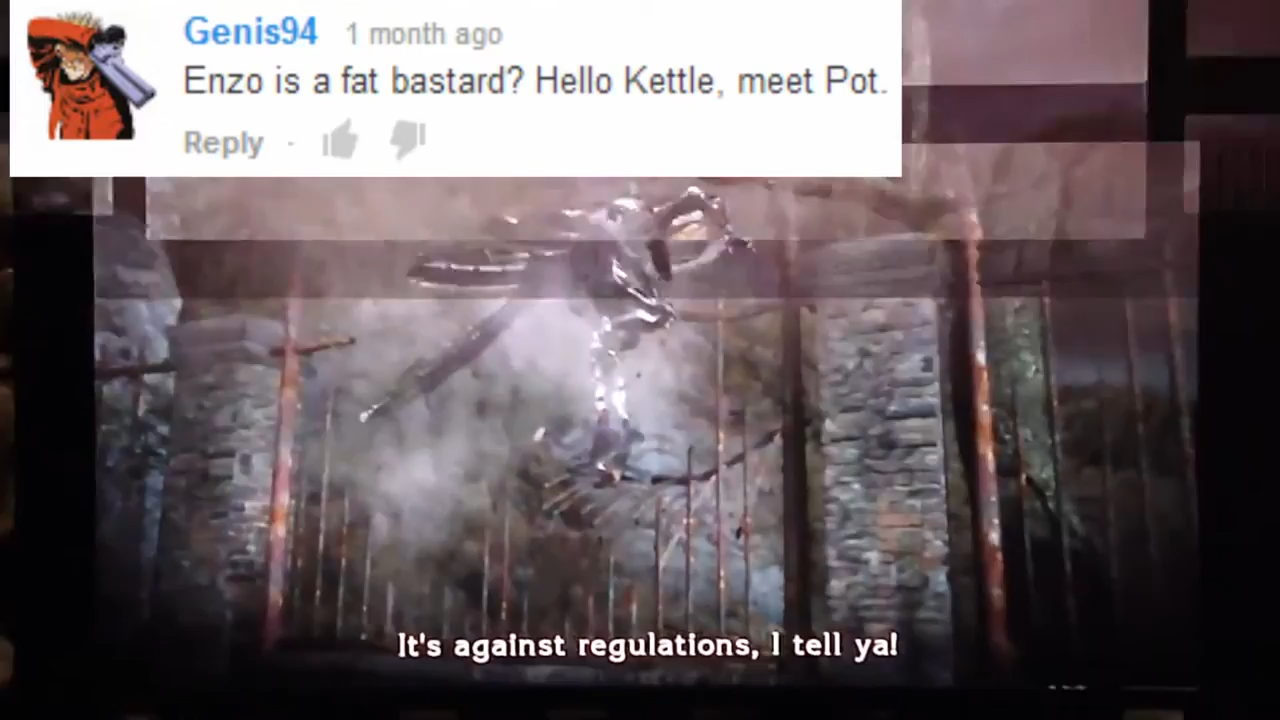 Genis94 1 month ago
Enzo is a fat bastard? Hello Kettle, meet Pot.
Reply ·
It's against regulations, I tell ya!